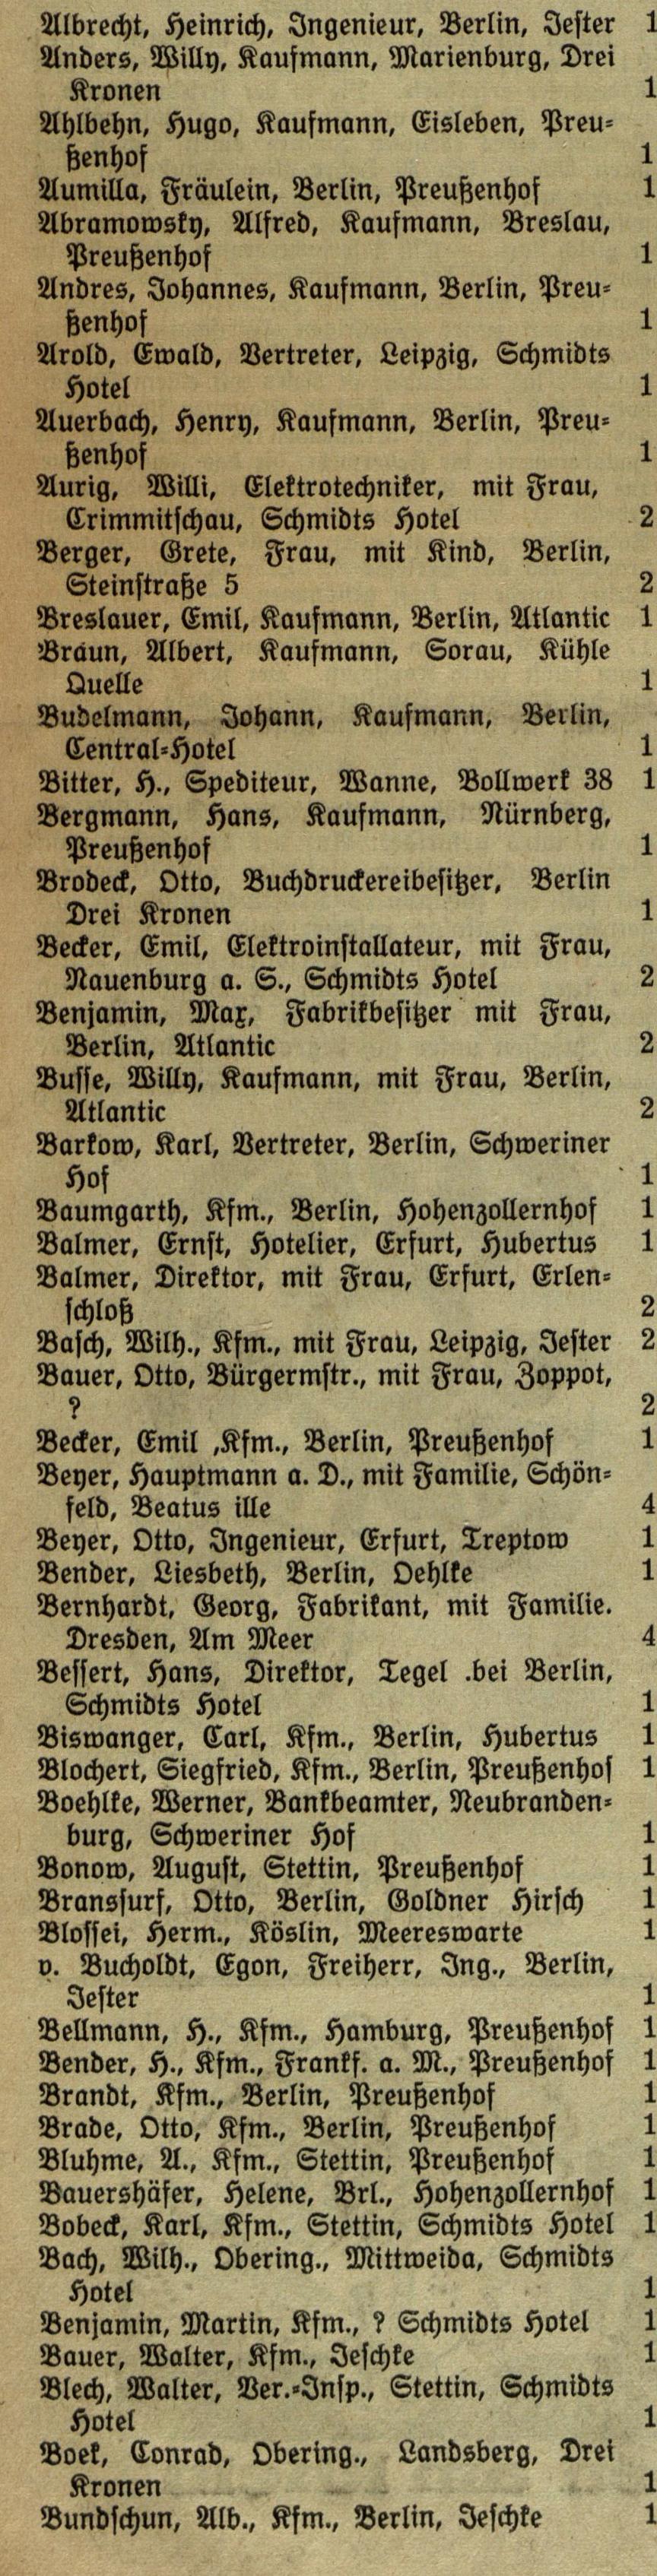 Albrecht, Heinrich, Ingenieur, Berlin, Jester 1
Anders, Willy, Kaufmann, Marienburg, Drei
Kronen 1
Ahlbehn, Hugo, Kaufmann, Eisleben, Preu-
ßenhof 1
Aumilla, Fräulein, Berlin, Preußenhof 1
Abramowsky, Alfred, Kaufmann, Breslau,
Preußenhof 1
Andres, Johannes, Kaufmann, Berlin, Preu-
ßenhof 1
Arold, Ewald, Vertreter, Leipzig, Schmidts
Hotel 1
Auerbach, Henry, Kaufmann, Berlin, Preu-
ßenhof 1
Aurig, Willi, Elektrotechniker, mit Frau,
Crimmitschau, Schmidts Hotel 2
Berger, Grete, Frau, mit Kind, Berlin,
Steinstraße 5 2
Breslauer, Emil, Kaufmann, Berlin, Atlantic 1
Braun, Albert, Kaufmann, Sorau, Kühle
Quelle 1
Budelmann, Johann, Kaufmann, Berlin,
Central-Hotel 1
Bitter, H., Spediteur, Wanne, Bollwerk 38 1
Bergmann, Hans, Kaufmann, Nürnberg,
Preußenhof 1
Brodeck, Otto, Buchdruckereibesitzer, Berlin
Drei Kronen 1
Becker, Emil, Elektroinstallateur, mit Frau,
Nauenburg a. S., Schmidts Hotel 2
Benjamin, Max, Fabrikbesitzer mit Frau,
Berlin, Atlantic 2
Busse, Willy, Kaufmann, mit Frau, Berlin,
Atlantic 2
Barkow, Karl, Vertreter, Berlin, Schweriner
Hof 1
Baumgarth, Kfm., Berlin, Hohenzollernhof 1
Balmer, Ernst, Hotelier, Erfurt, Hubertus 1
Balmer, Direktor, mit Frau, Erfurt, Erlen-
schloß 2
Basch, Wilh., Kfm., mit Frau, Leipzig, Jester 2
Bauer, Otto, Bürgermstr., mit Frau, Zoppot,
? 2
Becker, Emil ,Kfm., Berlin, Preußenhof 1
Beyer, Hauptmann a. D., mit Familie, Schön-
feld, Beatus ille 4
Beyer, Otto, Ingenieur, Erfurt, Treptow 1
Bender, Liesbeth, Berlin, Oehlke 1
Bernhardt, Georg, Fabrikant, mit Familie.
Dresden, Am Meer 4
Bessert, Hans, Direktor, Tegel .bei Berlin,
Schmidts Hotel 1
Biswanger, Carl, Kfm., Berlin, Hubertus 1
Blochert, Siegfried, Kfm., Berlin, Preußenhof 1
Boehlke, Werner, Bankbeamter, Neubranden-
burg, Schweriner Hof 1
Bonow, August, Stettin, Preußenhof 1
Branssurf, Otto, Berlin, Goldner Hirsch 1
Blossei, Herm., Köslin, Meereswarte 1
v. Bucholdt, Egon, Freiherr, Ing., Berlin,
Jester 1
Bellmann, H., Kfm., Hamburg, Preußenhof 1
Bender, H., Kfm., Frankf. a. M., Preußenhof 1
Brandt, Kfm., Berlin, Preußenhof 1
Brade, Otto, Kfm., Berlin, Preußenhof 1
Bluhme, A., Kfm., Stettin, Preußenhof 1
Bauershäfer, Helene, Brl., Hohenzollernhof 1
Bobeck, Karl, Kfm., Stettin, Schmidts Hotel 1
Bach, Wilh., Obering., Mittweida, Schmidts
Hotel 1
Benjamin, Martin, Kfm., ? Schmidts Hotel 1
Bauer, Walter, Kfm., Jeschke 1
Blech, Walter, Ver.-Insp., Stettin, Schmidts
Hotel 1
Boek, Conrad, Obering., Landsberg, Drei
Kronen 1
Bundschun, Alb., Kfm., Berlin, Jeschke 1